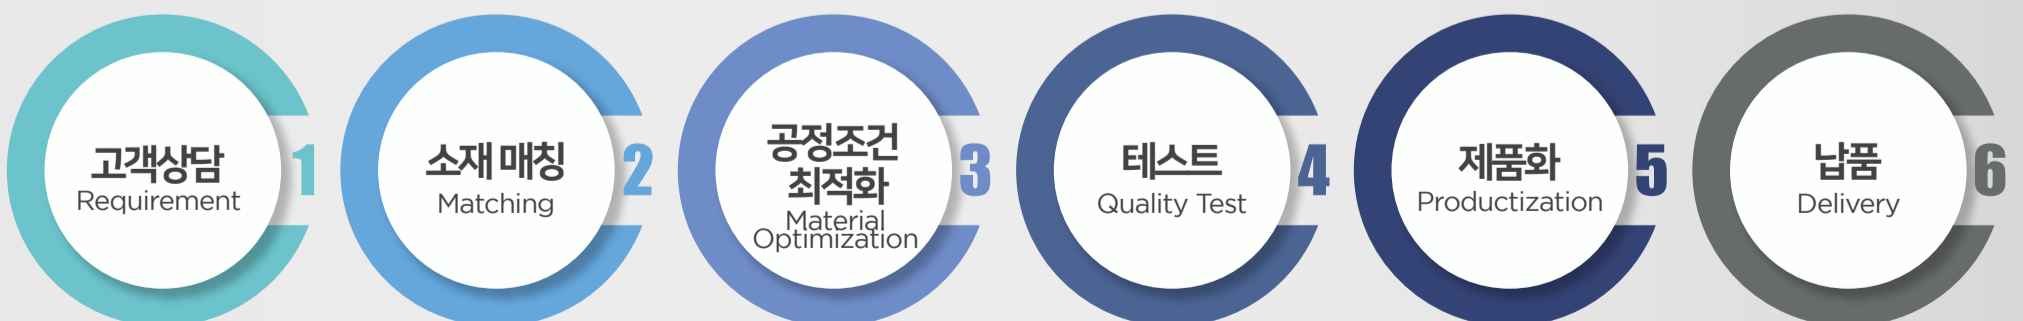 고객상담
Requirement
1
소재 매칭
Matching
2
공정조건
최적화
Material
Optimization
3
테스트
Quality Test
4
제품화
Productization
5
납품
Delivery
6